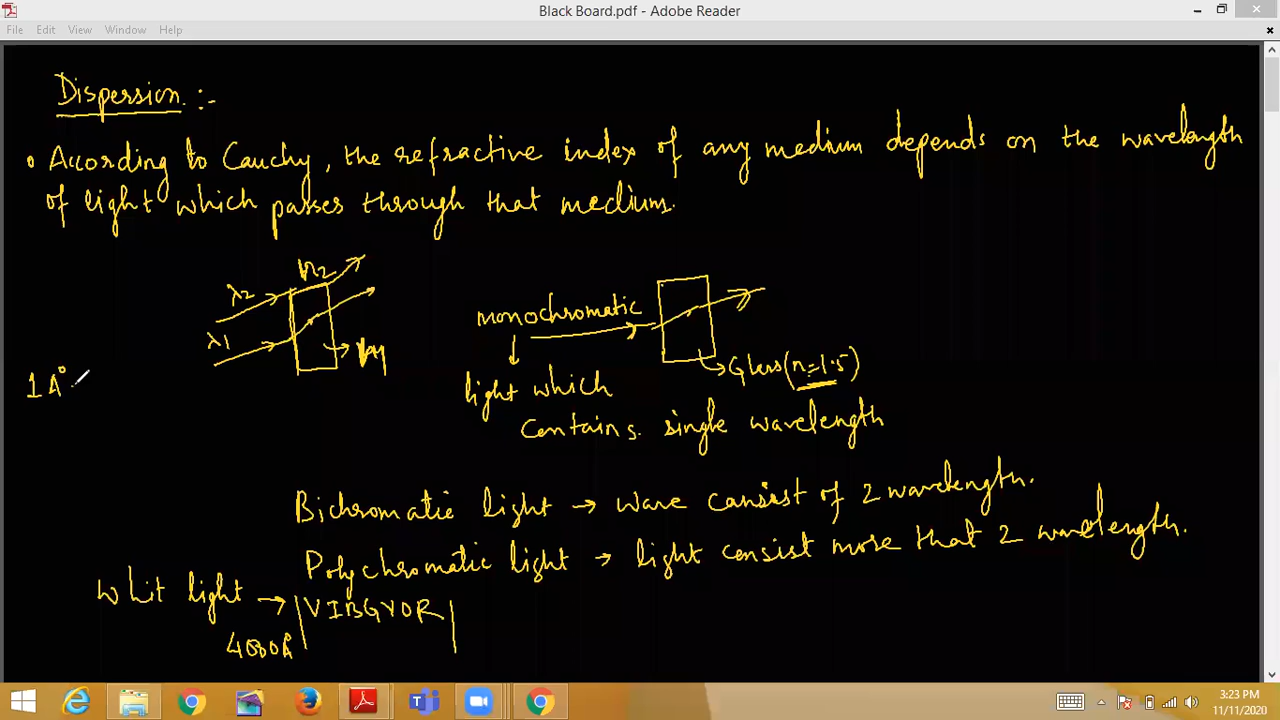 Black Board.pdf - Adobe Reader
File Edit View Window Help
Dispersion :-
• According to Cauchy, the refractive index of any medium depends on the wavelength
of light which passes through that medium.
n2
λ2
λ1
monochromatic
Glass (n=1.5)
1A°
light which
contains single wavelength
Bichromatic light → wave consist of 2 wavelength.
Polychromatic light → light consist more that 2 wavelength.
Whit light → VIBGYOR
4000A°
3:23 PM
11/11/2020